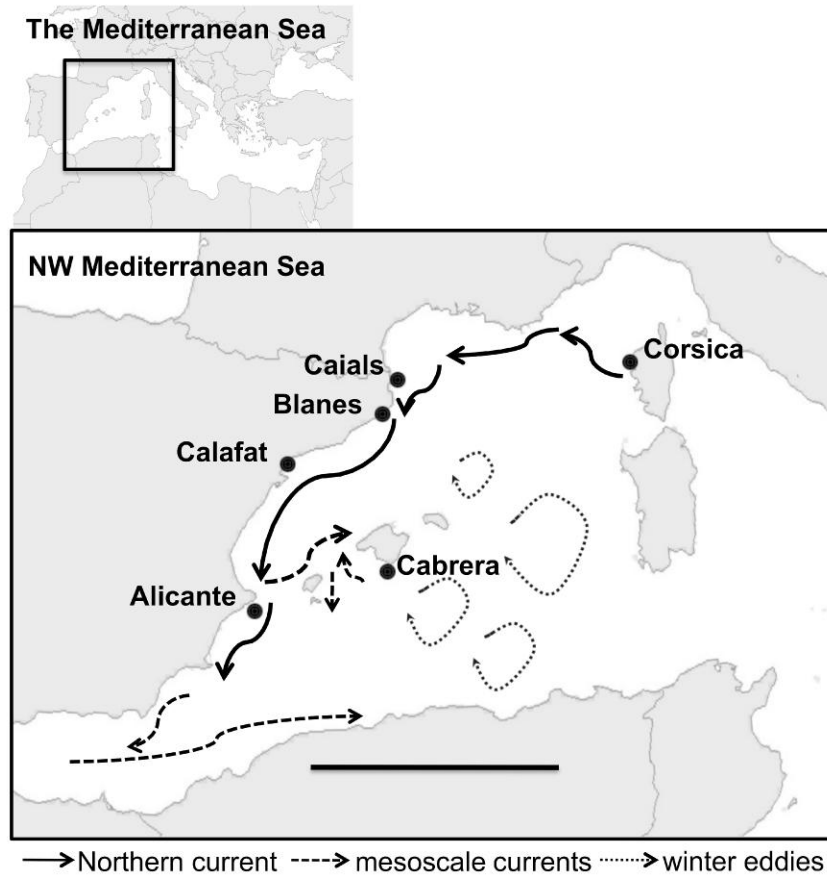 The Mediterranean Sea
NW Mediterranean Sea
Corsica
Caials
Blanes
Calafat
Cabrera
Alicante
Northern current mesoscale currents winter eddies